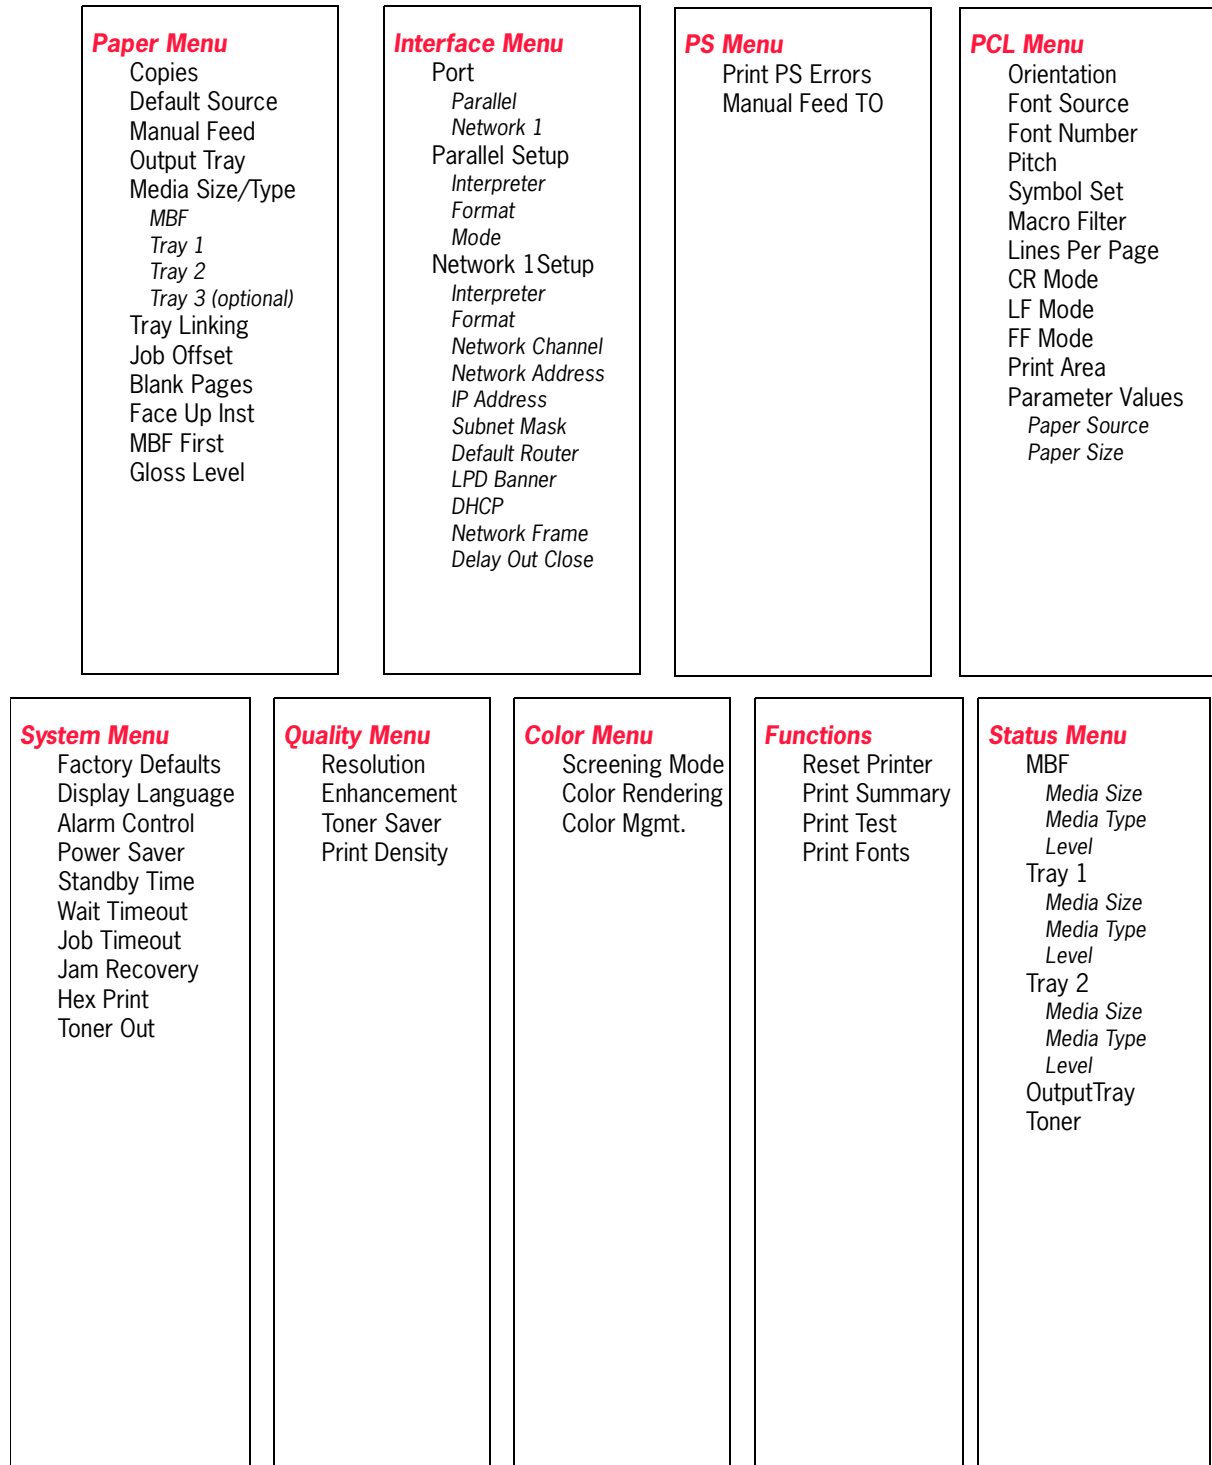 Paper Menu
Copies
Default Source
Manual Feed
Output Tray
Media Size/Type
MBF
Tray 1
Tray 2
Tray 3 (optional)
Tray Linking
Job Offset
Blank Pages
Face Up Inst
MBF First
Gloss Level
Interface Menu
Port
Parallel
Network 1
Parallel Setup
Interpreter
Format
Mode
Network 1Setup
Interpreter
Format
Network Channel
Network Address
IP Address
Subnet Mask
Default Router
LPD Banner
DHCP
Network Frame
Delay Out Close
PS Menu
Print PS Errors
Manual Feed TO
PCL Menu
Orientation
Font Source
Font Number
Pitch
Symbol Set
Macro Filter
Lines Per Page
CR Mode
LF Mode
FF Mode
Print Area
Parameter Values
Paper Source
Paper Size
System Menu
Factory Defaults
Display Language
Alarm Control
Power Saver
Standby Time
Wait Timeout
Job Timeout
Jam Recovery
Hex Print
Toner Out
Quality Menu
Resolution
Enhancement
Toner Saver
Print Density
Color Menu
Screening Mode
Color Rendering
Color Mgmt.
Functions
Reset Printer
Print Summary
Print Test
Print Fonts
Status Menu
MBF
Media Size
Media Type
Level
Tray 1
Media Size
Media Type
Level
Tray 2
Media Size
Media Type
Level
OutputTray
Toner